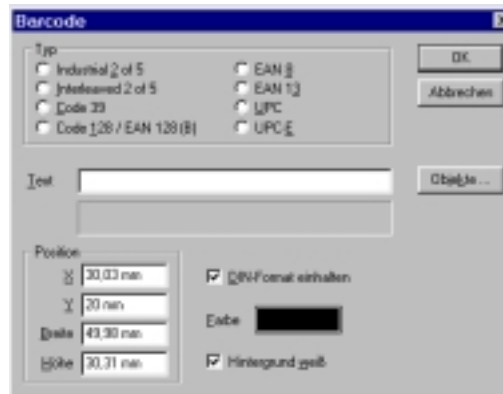 Barcode
Typ
Industrial 2 of 5
Interleaved 2 of 5
Code 39
Code 128 / EAN 128 (B)
EAN 8
EAN 13
UPC
UPC-E
OK
Abbrechen
Text
Objekte...
Position
X 30,03 mm
Y 20 mm
Breite 49,98 mm
Höhe 30,31 mm
DIN-Format einhalten
Farbe
Hintergrund weiß